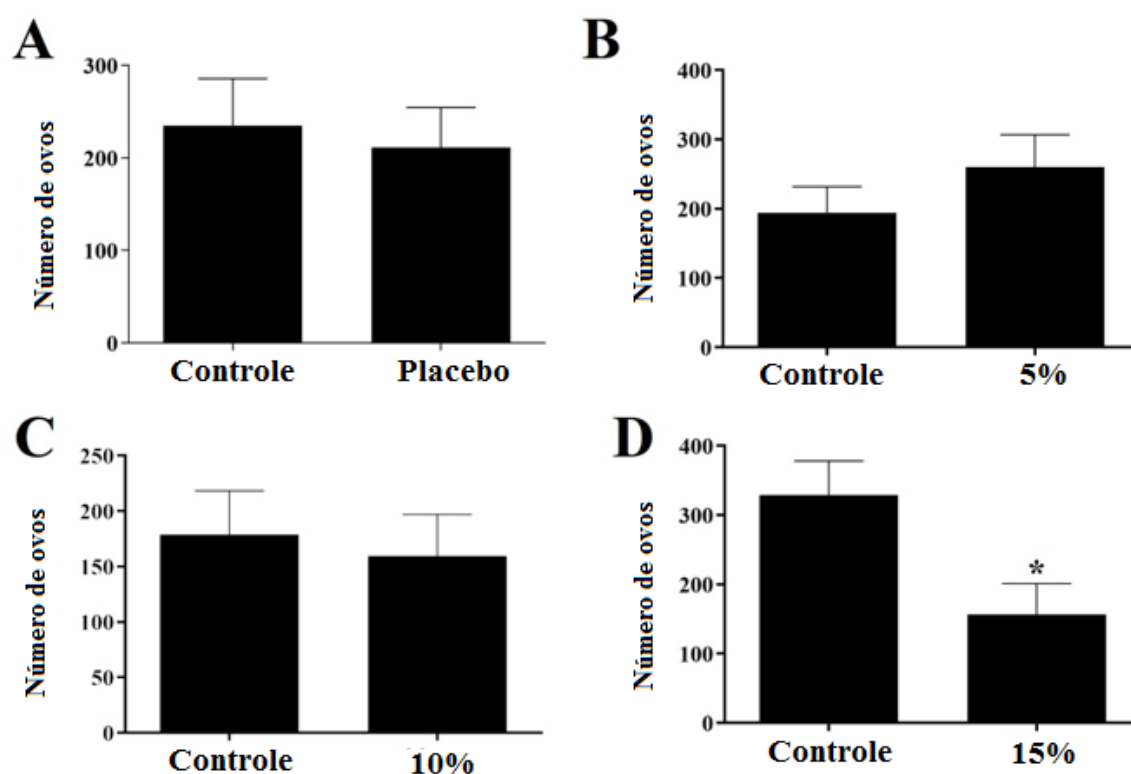 A
Número de ovos
300
200
100
0
Controle Placebo
B
Número de ovos
400
300
200
100
0
Controle 5%
C
Número de ovos
250
200
150
100
50
0
Controle 10%
D
Número de ovos
400
300
200
100
0
*
Controle 15%